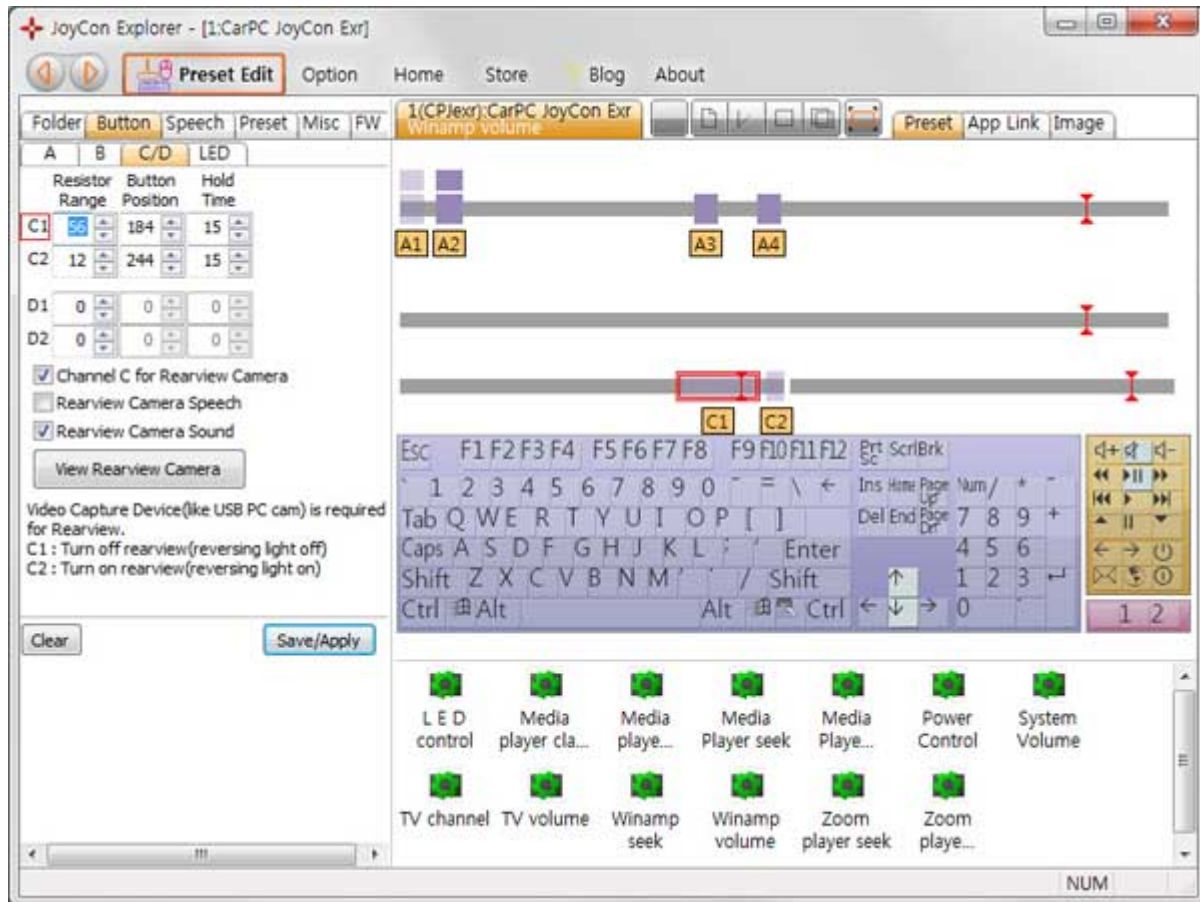 JoyCon Explorer - [1:CarPC JoyCon Exr]
Preset Edit Option Home Store Blog About
Folder Button Speech Preset Misc FW
1(CPJexr):CarPC JoyCon Exr
Winamp volume
Preset App Link Image
A B C/D LED
Resistor Range Button Position Hold Time
C1 56 184 15
C2 12 244 15
D1 0 0 0
D2 0 0 0
Channel C for Rearview Camera
Rearview Camera Speech
Rearview Camera Sound
View Rearview Camera
Video Capture Device(like USB PC cam) is required
for Rearview.
C1 : Turn off rearview(reversing light off)
C2 : Turn on rearview(reversing light on)
Clear Save/Apply
A1 A2 A3 A4
C1 C2
Esc F1 F2 F3 F4 F5 F6 F7 F8 F9 F10 F11 F12 Prt Sc Scrl Brk
` 1 2 3 4 5 6 7 8 9 0 - = \ ← Ins Home Page Up Num / * -
Tab Q W E R T Y U I O P [ ] Del End Page 7 8 9 +
Caps A S D F G H J K L ; ' Enter 4 5 6
Shift Z X C V B N M / Shift ↑ 1 2 3
Ctrl Alt Alt Ctrl ← ↓ → 0
1 2
L E D control
Media player cla...
Media playe...
Media Player seek
Media Playe...
Power Control
System Volume
TV channel
TV volume
Winamp seek
Winamp volume
Zoom player seek
Zoom playe...
NUM